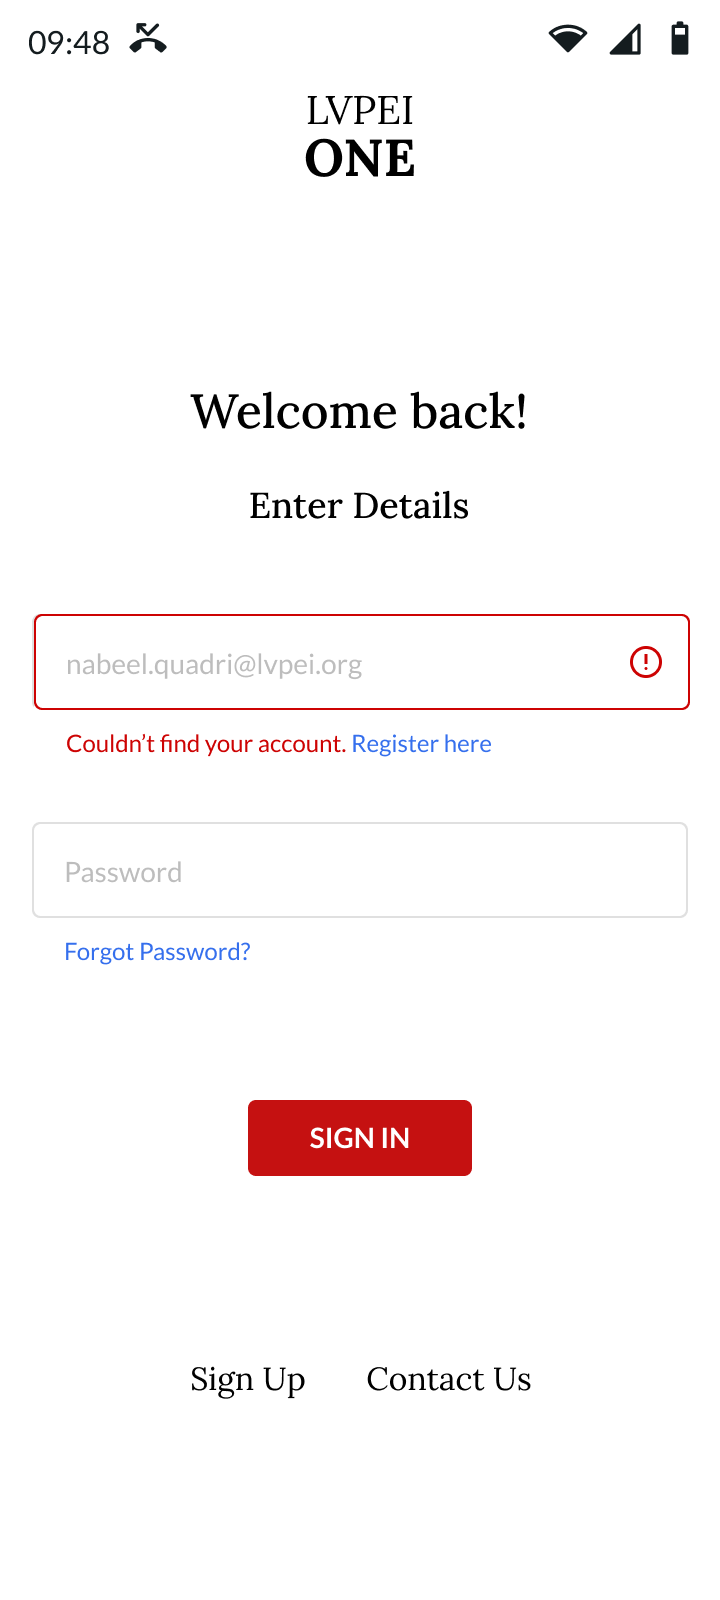 09:48
LVPEI
ONE
Welcome back!
Enter Details
nabeel.quadri@lvpei.org
Couldn’t find your account. Register here
Password
Forgot Password?
SIGN IN
Sign Up Contact Us